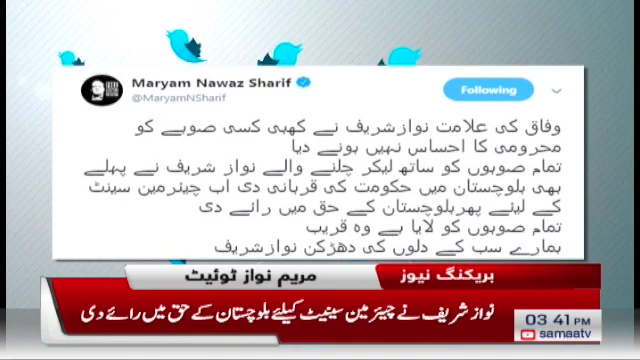 Maryam Nawaz Sharif
@MaryamNSharif
Following
وفاق کی علامت نوازشریف نے کھبی کسی صوبے کو
محرومی کا احساس نہیں ہونے دیا
تمام صوبوں کو ساتھ لیکر چلنے والے نواز شریف نے پہلے
بھی بلوچستان میں حکومت کی قربانی دی اب چیئرمین سینٹ
کے لیئے پھربلوچستان کے حق میں رائے دی
تمام صوبوں کو لایا ہے وہ قریب
ہمارے سب کے دلوں کی دھڑکن نوازشریف
بریکنگ نیوز
مریم نواز ٹوئیٹ
نواز شریف نے چیئرمین سینیٹ کیلئے بلوچستان کے حق میں رائے دی
03 41 PM
samaatv